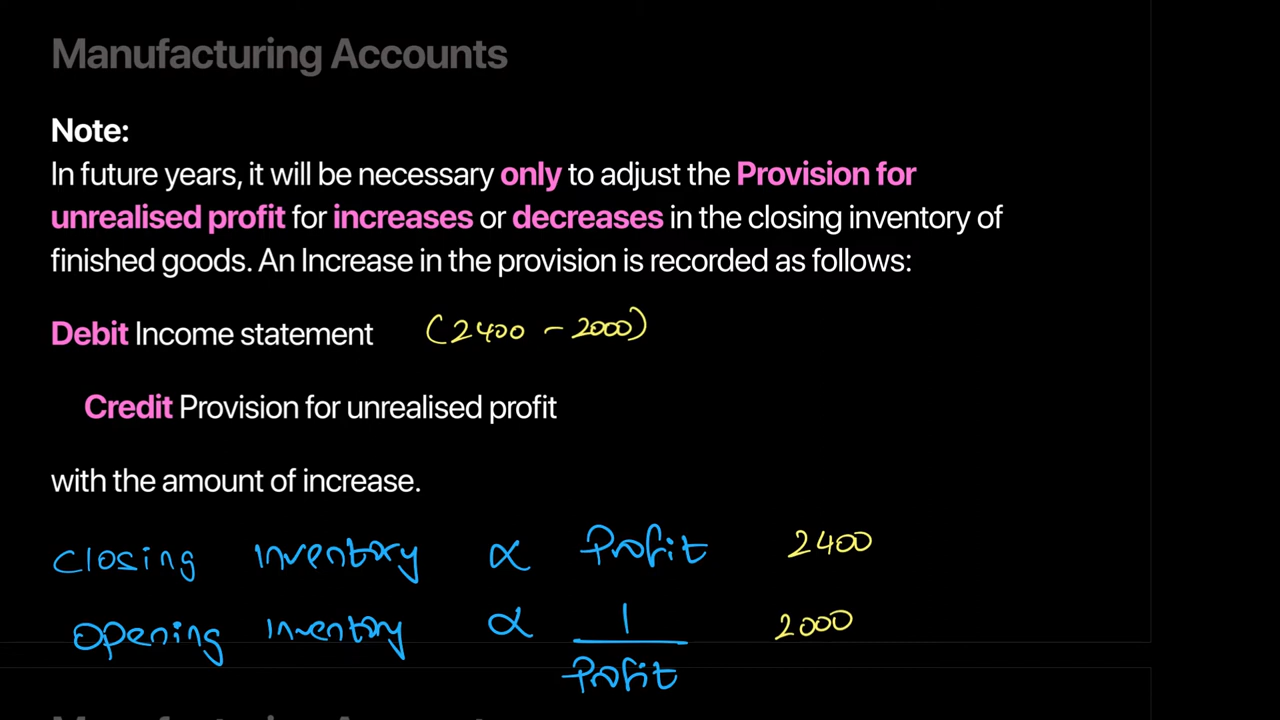 Manufacturing Accounts
Note:
In future years, it will be necessary only to adjust the Provision for
unrealised profit for increases or decreases in the closing inventory of
finished goods. An Increase in the provision is recorded as follows:
Debit Income statement (2400 - 2000)
Credit Provision for unrealised profit
with the amount of increase.
Closing Inventory ∝ Profit 2400
Opening Inventory ∝ 1 2000
Profit
Manufacturing Accounts